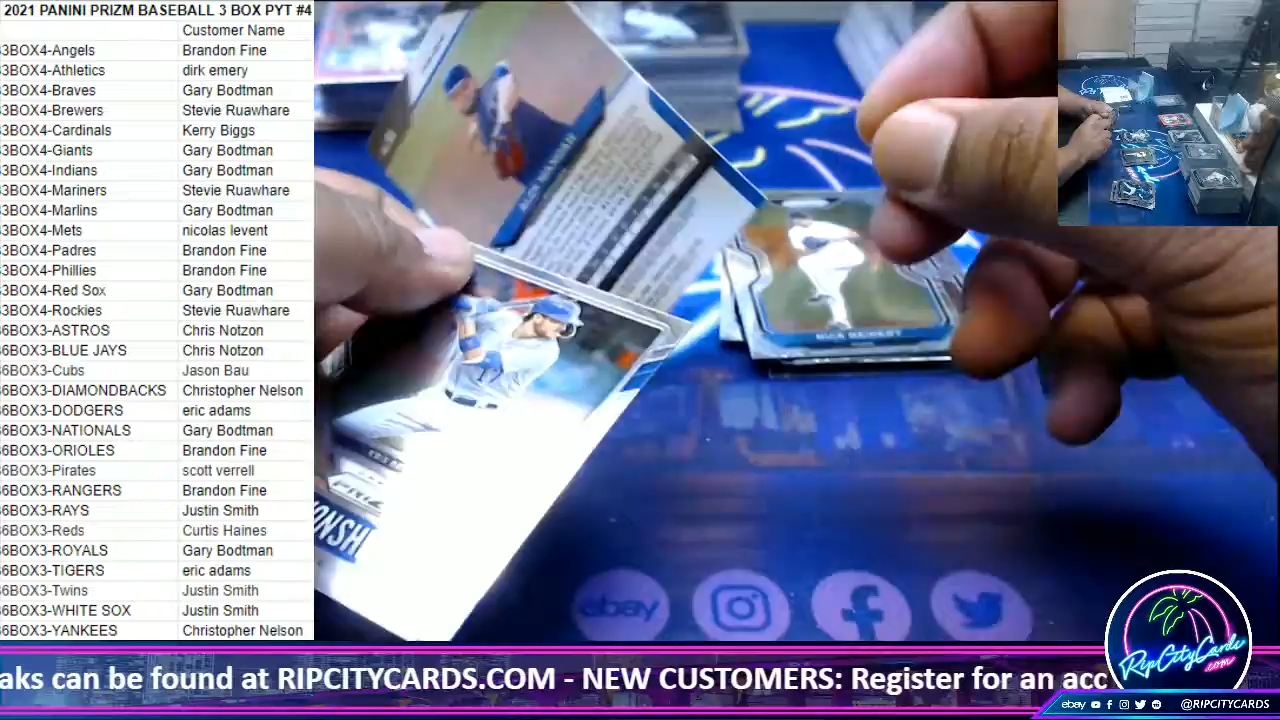 2021 PANINI PRIZM BASEBALL 3 BOX PYT #4
Customer Name
3BOX4-Angels Brandon Fine
3BOX4-Athletics dirk emery
3BOX4-Braves Gary Bodtman
3BOX4-Brewers Stevie Ruawhare
3BOX4-Cardinals Kerry Biggs
3BOX4-Giants Gary Bodtman
3BOX4-Indians Gary Bodtman
3BOX4-Mariners Stevie Ruawhare
3BOX4-Marlins Gary Bodtman
3BOX4-Mets nicolas levent
3BOX4-Padres Brandon Fine
3BOX4-Phillies Brandon Fine
3BOX4-Red Sox Gary Bodtman
3BOX4-Rockies Stevie Ruawhare
6BOX3-ASTROS Chris Notzon
6BOX3-BLUE JAYS Chris Notzon
6BOX3-Cubs Jason Bau
6BOX3-DIAMONDBACKS Christopher Nelson
6BOX3-DODGERS eric adams
6BOX3-NATIONALS Gary Bodtman
6BOX3-ORIOLES Brandon Fine
6BOX3-Pirates scott verrell
6BOX3-RANGERS Brandon Fine
6BOX3-RAYS Justin Smith
6BOX3-Reds Curtis Haines
6BOX3-ROYALS Gary Bodtman
6BOX3-TIGERS eric adams
6BOX3-Twins Justin Smith
6BOX3-WHITE SOX Justin Smith
6BOX3-YANKEES Christopher Nelson
ONSHI
ebay
RipCityCards
.com
aks can be found at RIPCITYCARDS.COM - NEW CUSTOMERS: Register for an acc
ebay @RIPCITYCARDS